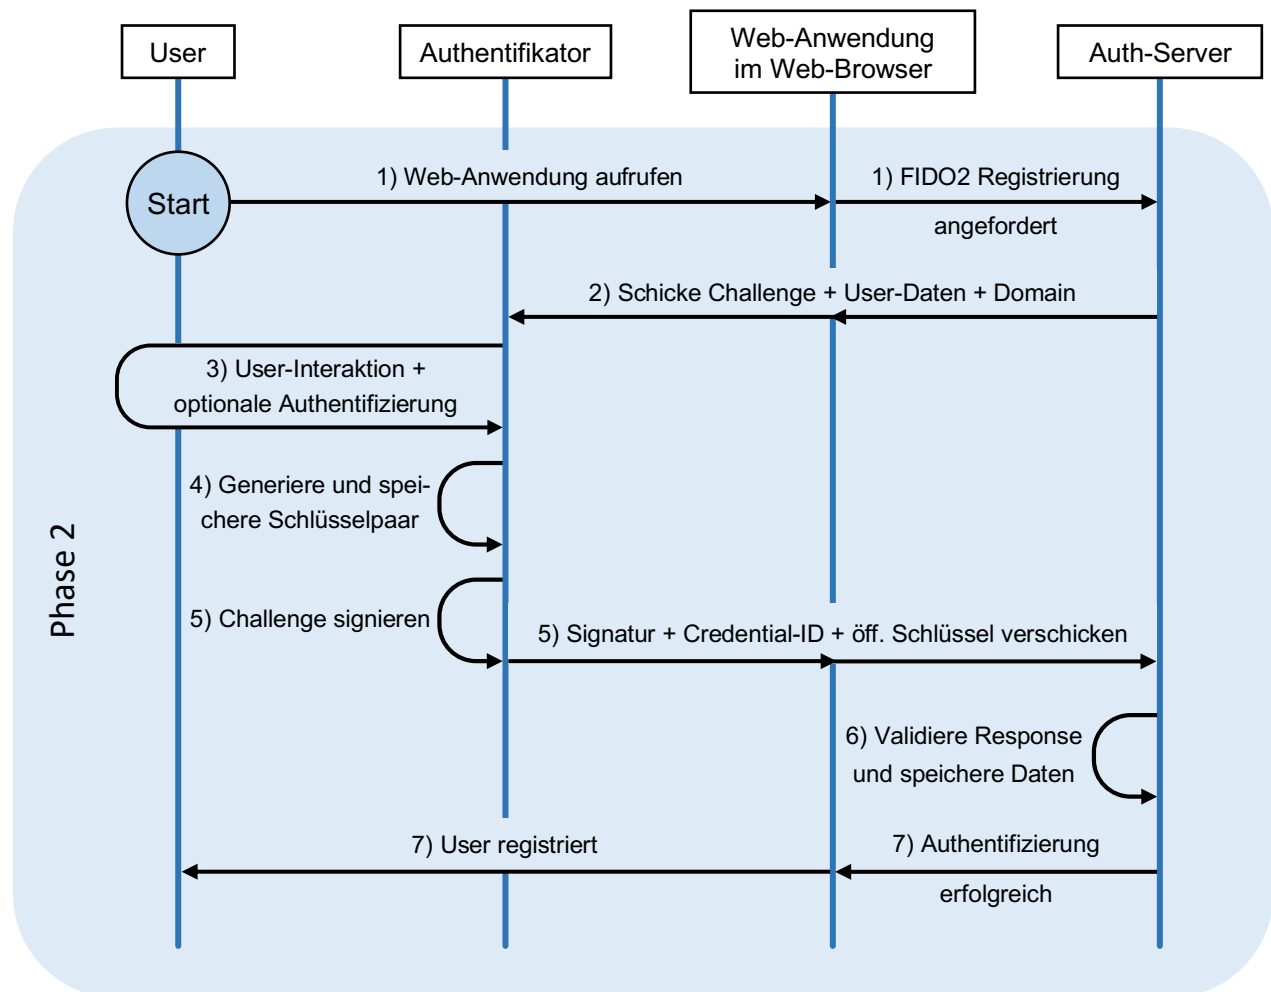 User
Authentifikator
Web-Anwendung
im Web-Browser
Auth-Server
Start
1) Web-Anwendung aufrufen
1) FIDO2 Registrierung
angefordert
2) Schicke Challenge + User-Daten + Domain
3) User-Interaktion +
optionale Authentifizierung
4) Generiere und spei-
chere Schlüsselpaar
Phase 2
5) Challenge signieren
5) Signatur + Credential-ID + öff. Schlüssel verschicken
6) Validiere Response
und speichere Daten
7) User registriert
7) Authentifizierung
erfolgreich